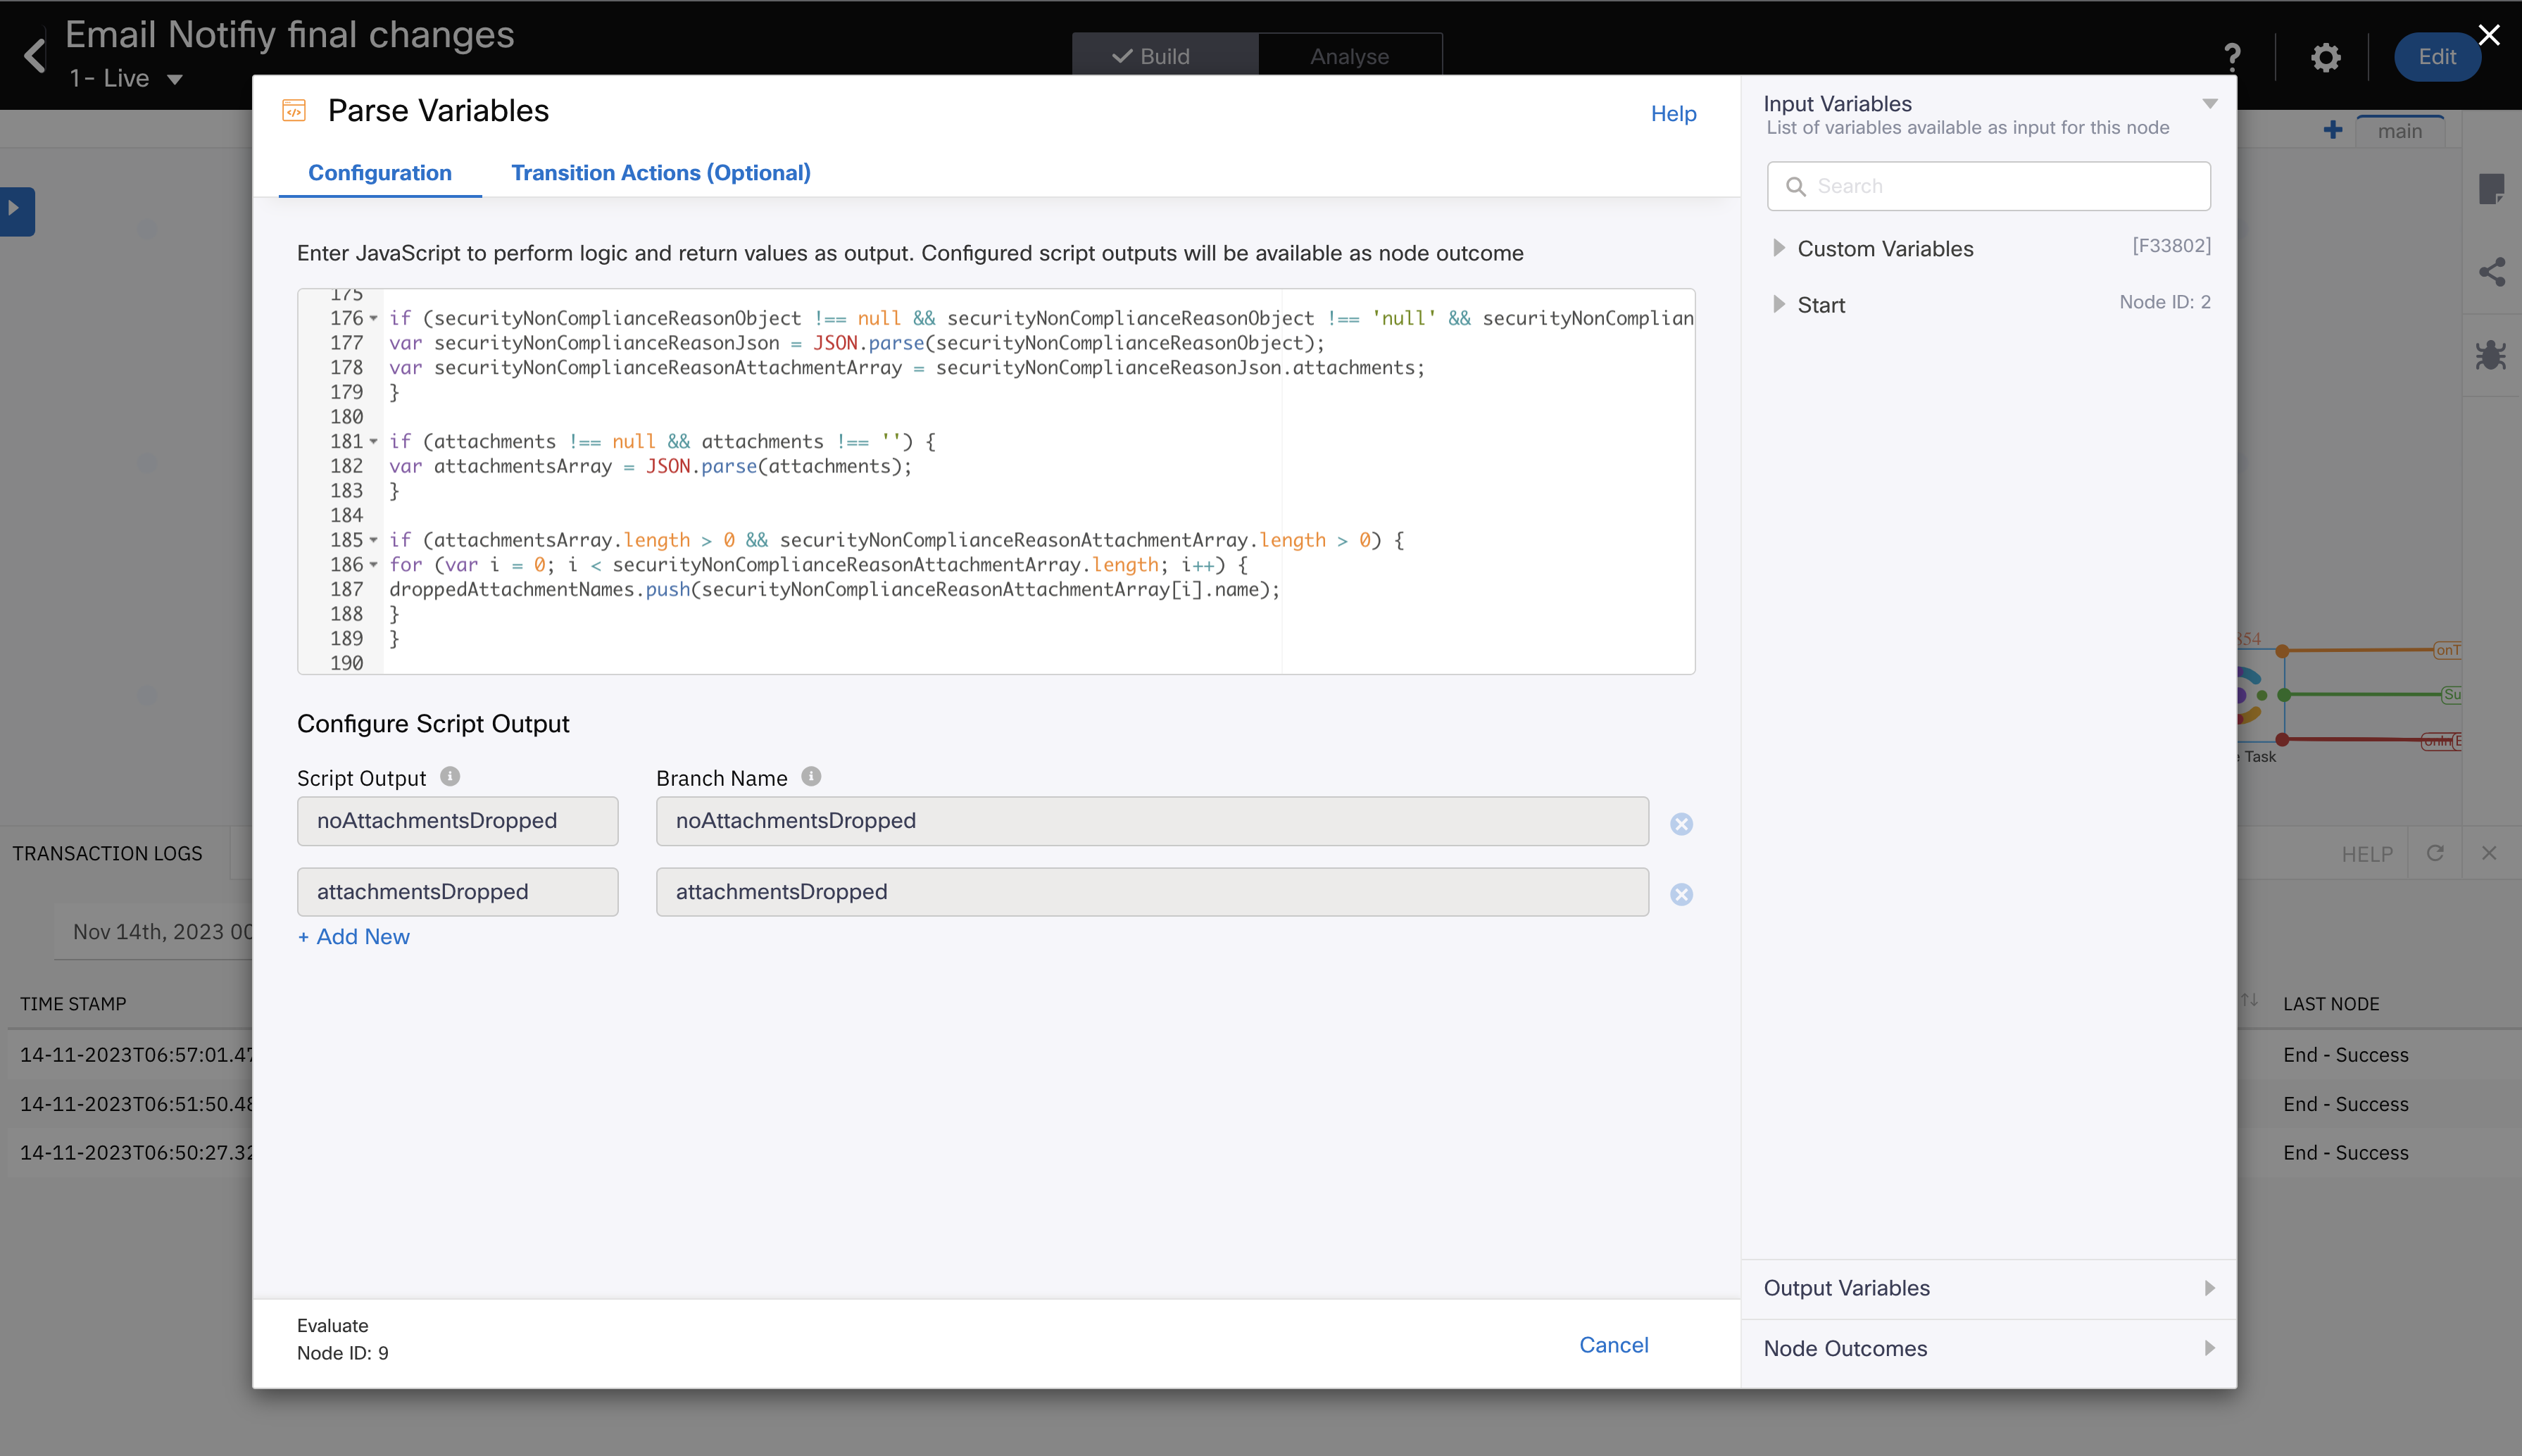 Email Notifiy final changes
1- Live
Build
Analyse
Edit
Parse Variables
Help
Configuration
Transition Actions (Optional)
Enter JavaScript to perform logic and return values as output. Configured script outputs will be available as node outcome
175
176 if (securityNonComplianceReasonObject !== null && securityNonComplianceReasonObject !== 'null' && securityNonComplian
177 var securityNonComplianceReasonJson = JSON.parse(securityNonComplianceReasonObject);
178 var securityNonComplianceReasonAttachmentArray = securityNonComplianceReasonJson.attachments;
179 }
180
181 if (attachments !== null && attachments !== '') {
182 var attachmentsArray = JSON.parse(attachments);
183 }
184
185 if (attachmentsArray.length > 0 && securityNonComplianceReasonAttachmentArray.length > 0) {
186 for (var i = 0; i < securityNonComplianceReasonAttachmentArray.length; i++) {
187 droppedAttachmentNames.push(securityNonComplianceReasonAttachmentArray[i].name);
188 }
189 }
190
Configure Script Output
Script Output
Branch Name
noAttachmentsDropped
noAttachmentsDropped
attachmentsDropped
attachmentsDropped
+ Add New
Evaluate
Node ID: 9
Cancel
Input Variables
List of variables available as input for this node
Search
Custom Variables
[F33802]
Start
Node ID: 2
Output Variables
Node Outcomes
main
854
onT
Su
Task
TRANSACTION LOGS
HELP
Nov 14th, 2023 00
TIME STAMP
LAST NODE
14-11-2023T06:57:01.47
End - Success
14-11-2023T06:51:50.48
End - Success
14-11-2023T06:50:27.32
End - Success